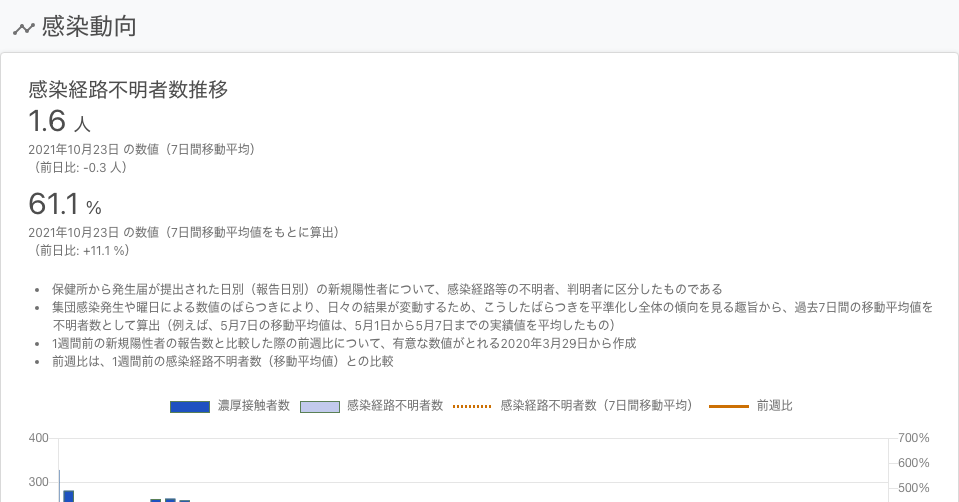 感染動向
感染経路不明者数推移
1.6 人
2021年10月23日 の数値（7日間移動平均）
（前日比: -0.3 人）
61.1 %
2021年10月23日 の数値（7日間移動平均値をもとに算出）
（前日比: +11.1 %）
• 保健所から発生届が提出された日別（報告日別）の新規陽性者について、感染経路等の不明者、判明者に区分したものである
• 集団感染発生や曜日による数値のばらつきにより、日々の結果が変動するため、こうしたばらつきを平準化し全体の傾向を見る趣旨から、過去7日間の移動平均値を
不明者数として算出（例えば、5月7日の移動平均値は、5月1日から5月7日までの実績値を平均したもの）
• 1週間前の新規陽性者の報告数と比較した際の前週比について、有意な数値がとれる2020年3月29日から作成
• 前週比は、1週間前の感染経路不明者数（移動平均値）との比較
濃厚接触者数 感染経路不明者数 感染経路不明者数（7日間移動平均） 前週比
400 700%
600%
300 500%